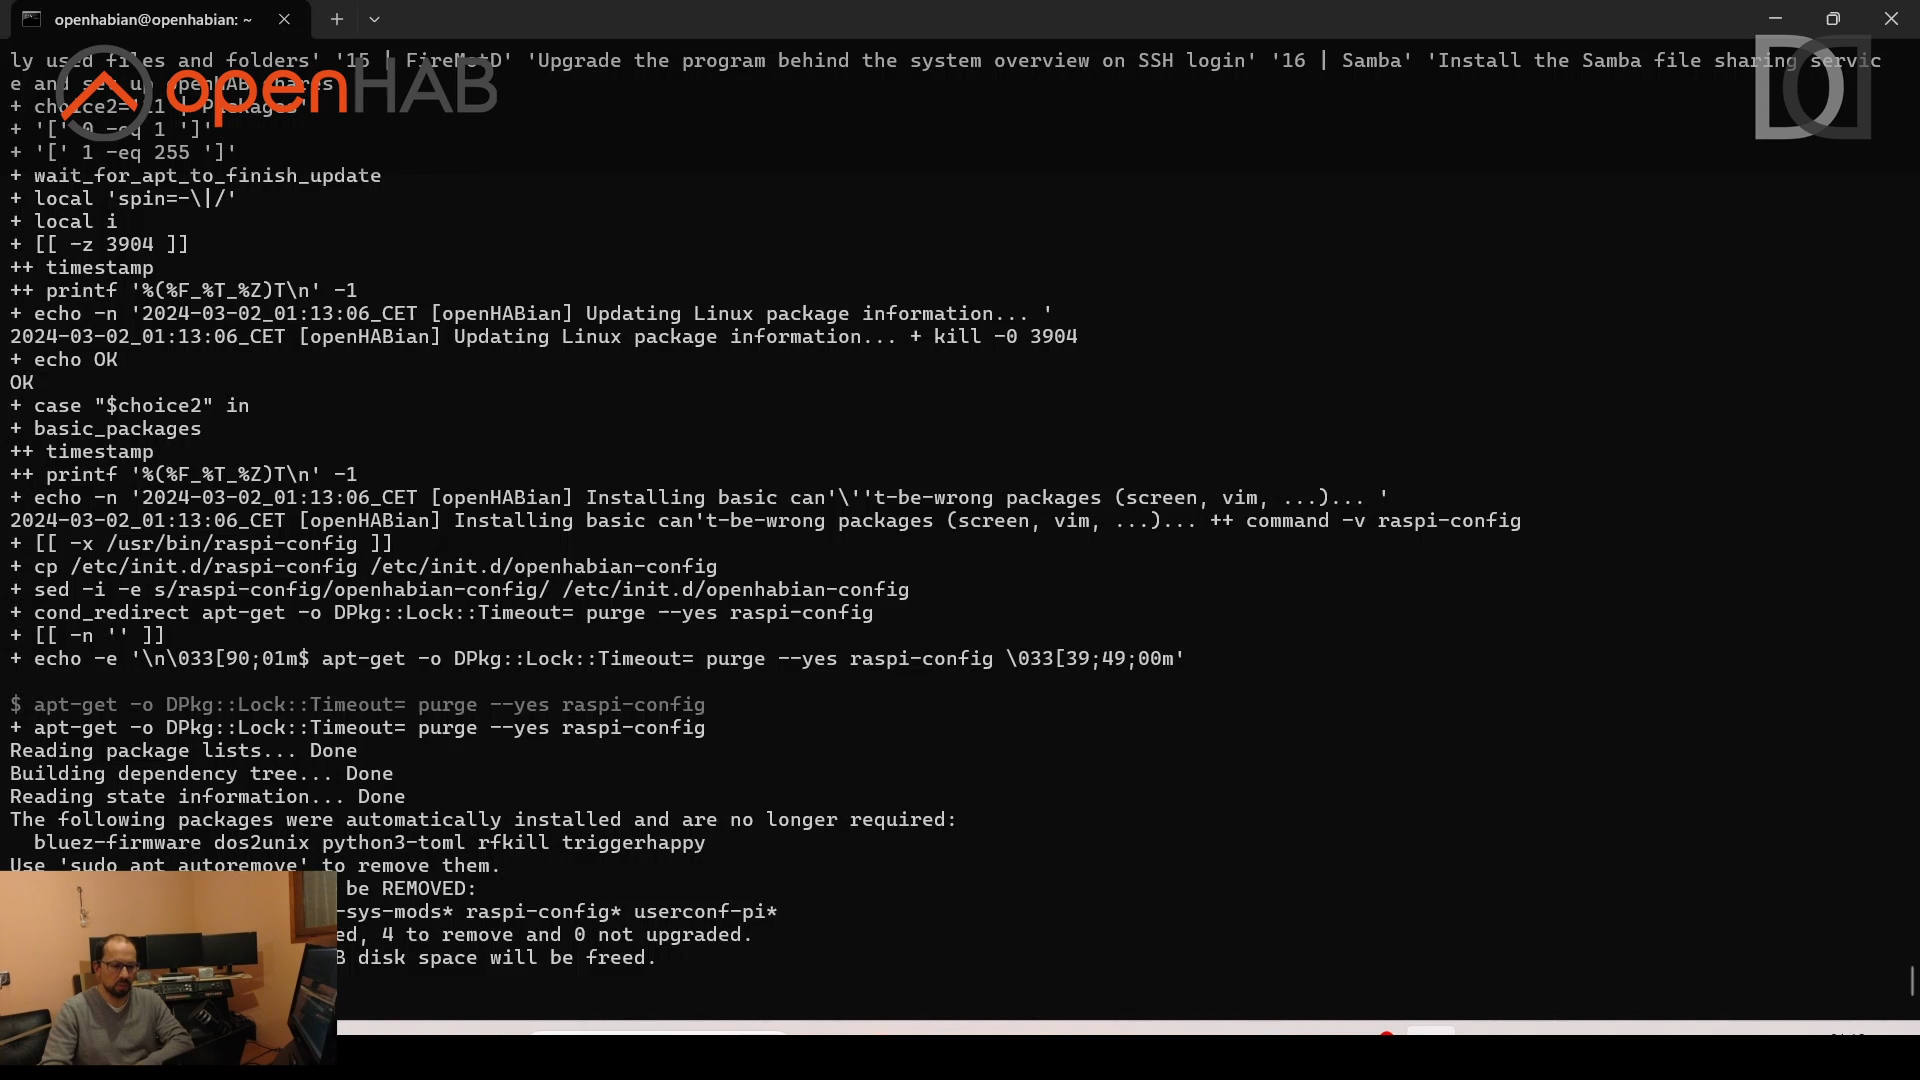 openhabian@openhabian: ~
ly used files and folders' '15 | FireMotD' 'Upgrade the program behind the system overview on SSH login' '16 | Samba' 'Install the Samba file sharing servic
e and set up openHAB shares'
openHAB
+ choice2='11 | Packages'
+ '[' 0 -eq 1 ']'
+ '[' 1 -eq 255 ']'
+ wait_for_apt_to_finish_update
+ local 'spin=-\|/'
+ local i
+ [[ -z 3904 ]]
++ timestamp
++ printf '%(%F_%T_%Z)T\n' -1
+ echo -n '2024-03-02_01:13:06_CET [openHABian] Updating Linux package information... '
2024-03-02_01:13:06_CET [openHABian] Updating Linux package information... + kill -0 3904
+ echo OK
OK
+ case "$choice2" in
+ basic_packages
++ timestamp
++ printf '%(%F_%T_%Z)T\n' -1
+ echo -n '2024-03-02_01:13:06_CET [openHABian] Installing basic can'\''t-be-wrong packages (screen, vim, ...)... '
2024-03-02_01:13:06_CET [openHABian] Installing basic can't-be-wrong packages (screen, vim, ...)... ++ command -v raspi-config
+ [[ -x /usr/bin/raspi-config ]]
+ cp /etc/init.d/raspi-config /etc/init.d/openhabian-config
+ sed -i -e s/raspi-config/openhabian-config/ /etc/init.d/openhabian-config
+ cond_redirect apt-get -o DPkg::Lock::Timeout= purge --yes raspi-config
+ [[ -n '' ]]
+ echo -e '\n\033[90;01m$ apt-get -o DPkg::Lock::Timeout= purge --yes raspi-config \033[39;49;00m'
$ apt-get -o DPkg::Lock::Timeout= purge --yes raspi-config
+ apt-get -o DPkg::Lock::Timeout= purge --yes raspi-config
Reading package lists... Done
Building dependency tree... Done
Reading state information... Done
The following packages were automatically installed and are no longer required:
bluez-firmware dos2unix python3-toml rfkill triggerhappy
Use 'sudo apt autoremove' to remove them.
be REMOVED:
-sys-mods* raspi-config* userconf-pi*
ed, 4 to remove and 0 not upgraded.
B disk space will be freed.